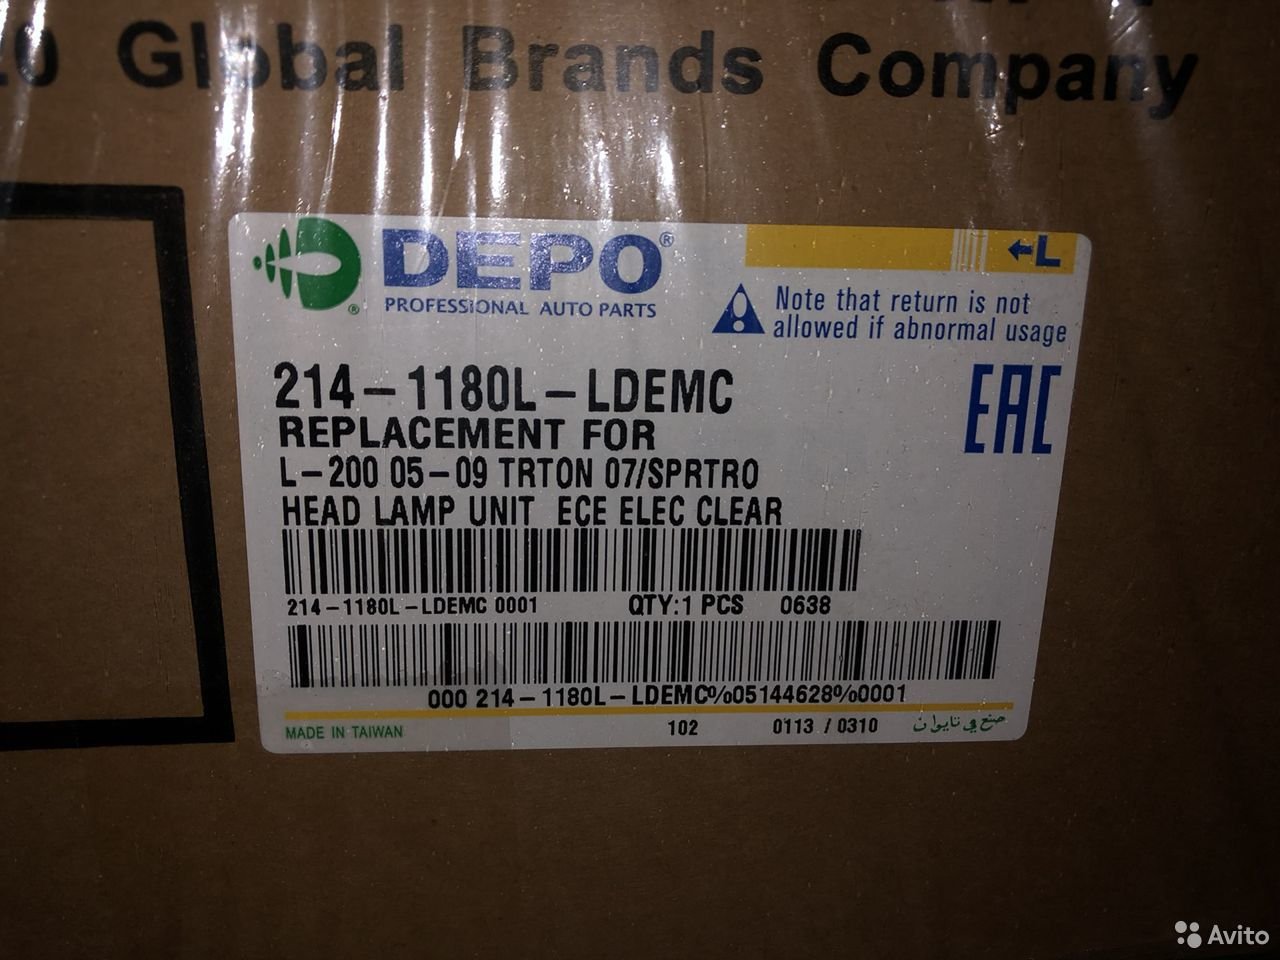 .0 Global Brands Company
DEPO®
PROFESSIONAL AUTO PARTS
L
Note that return is not
allowed if abnormal usage
214-1180L-LDEMC
EAC
REPLACEMENT FOR
L-200 05-09 TRTON 07/SPRTRO
HEAD LAMP UNIT ECE ELEC CLEAR
214-1180L-LDEMC 0001 QTY:1 PCS 0638
000 214-1180L-LDEMC%05144628%0001
MADE IN TAIWAN 102 0113 / 0310 صنع في تايوان
Avito